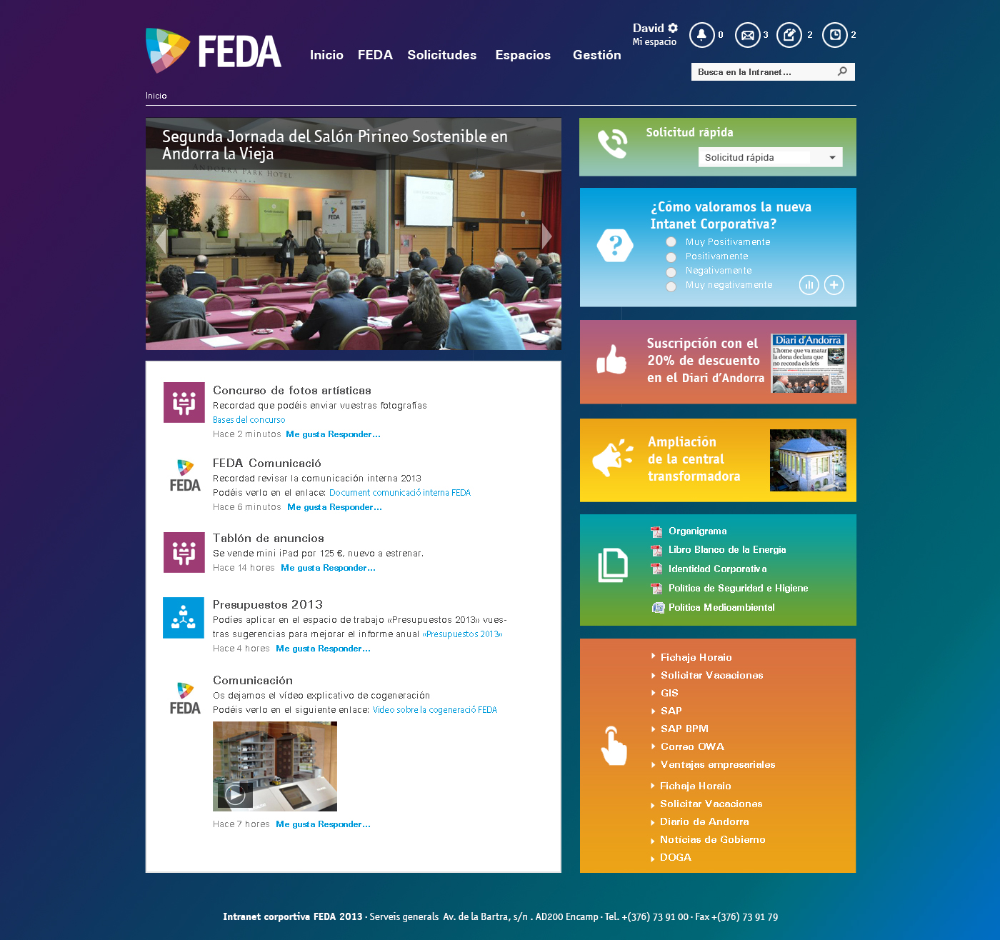 FEDA
Inicio FEDA Solicitudes Espacios Gestión
David
Mi espacio
0 3 2 2
Busca en la Intranet...
Inicio
Segunda Jornada del Salón Pirineo Sostenible en
Andorra la Vieja
ANDORRA PARK HOTEL
FEDA
Concurso de fotos artísticas
Recordad que podéis enviar vuestras fotografías
Bases del concurso
Hace 2 minutos Me gusta Responder...
FEDA
FEDA Comunicació
Recordad revisar la comunicación interna 2013
Podéis verlo en el enlace: Document comunicació interna FEDA
Hace 6 minutos Me gusta Responder...
Tablón de anuncios
Se vende mini iPad por 125 €, nuevo a estrenar.
Hace 14 hores Me gusta Responder...
Presupuestos 2013
Podíes aplicar en el espacio de trabajo «Presupuestos 2013» vues-
tras sugerencias para mejorar el informe anual «Presupuestos 2013»
Hace 4 hores Me gusta Responder...
FEDA
Comunicación
Os dejamos el vídeo explicativo de cogeneración
Podéis verlo en el siguiente enlace: Video sobre la cogeneració FEDA
Hace 7 hores Me gusta Responder...
Solicitud rápida
Solicitud rápida
¿Cómo valoramos la nueva
Intanet Corporativa?
Muy Positivamente
Positivamente
Negativamente
Muy negativamente
Suscripción con el
20% de descuento
en el Diari d’Andorra
Diari d'Andorra
L'home que va matar
la dona declara que
no recorda els fets
Ampliación
de la central
transformadora
Organigrama
Libro Blanco de la Energía
Identidad Corporativa
Política de Seguridad e Higiene
Política Medioambiental
Fichaje Horaio
Solicitar Vacaciones
GIS
SAP
SAP BPM
Correo OWA
Ventajas empresariales
Fichaje Horaio
Solicitar Vacaciones
Diario de Andorra
Notícias de Gobierno
DOGA
Intranet corportiva FEDA 2013 · Serveis generals Av. de la Bartra, s/n . AD200 Encamp · Tel. +(376) 73 91 00 · Fax +(376) 73 91 79